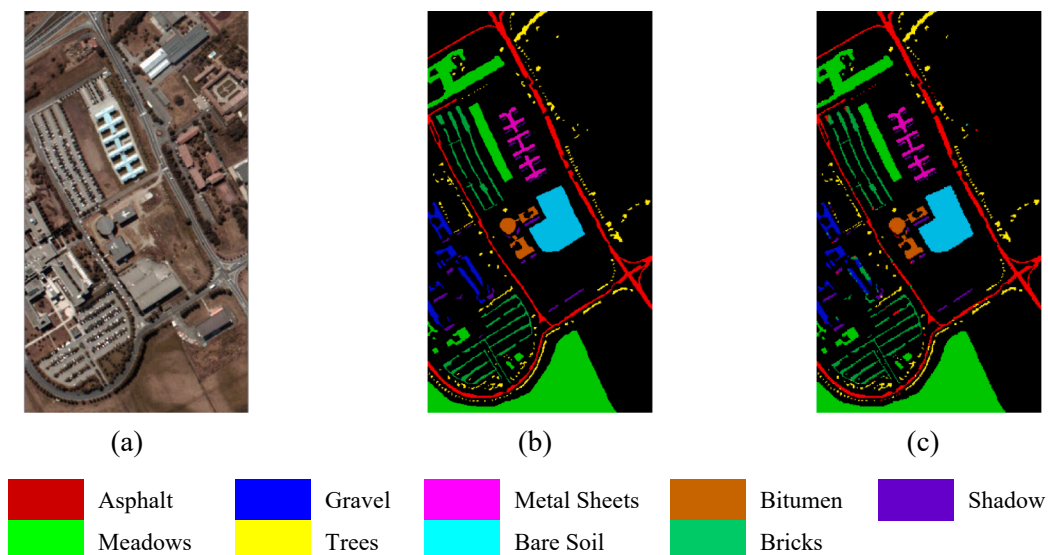 (a) (b) (c)
Asphalt Gravel Metal Sheets Bitumen Shadow
Meadows Trees Bare Soil Bricks